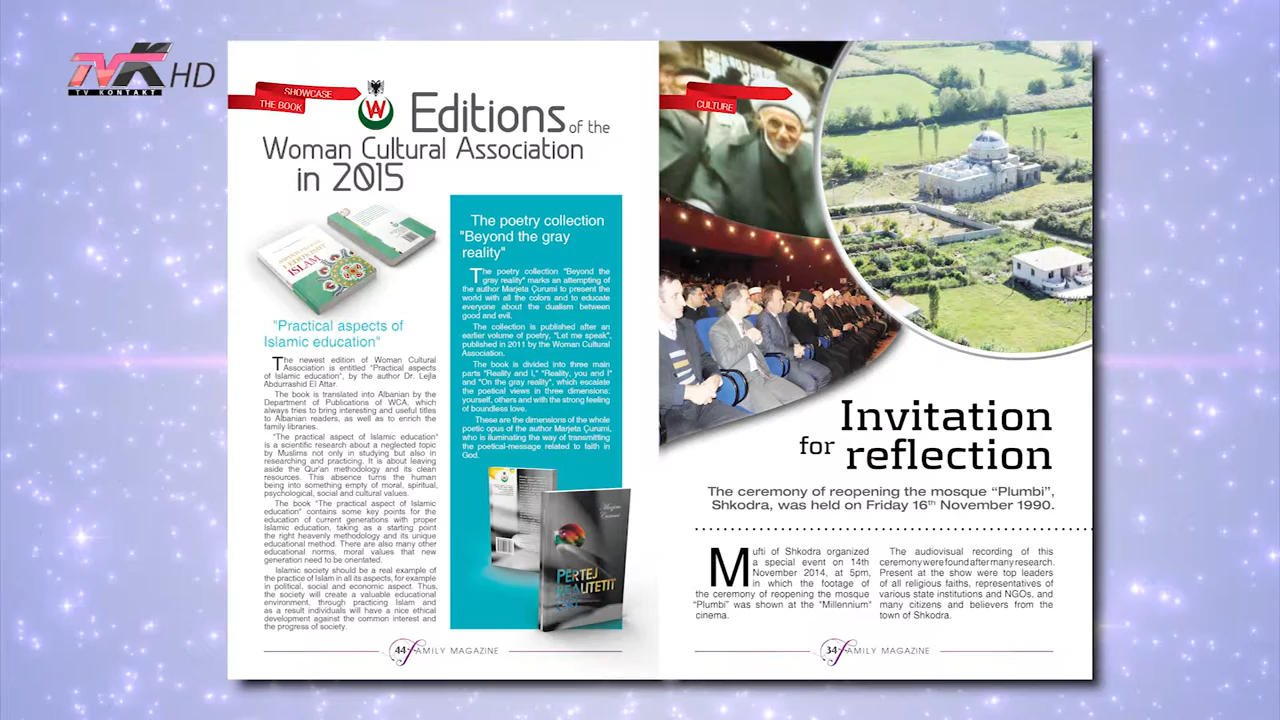 TVK HD
TV KONTAKT
SHOWCASE
THE BOOK
Editions of the
Woman Cultural Association
in 2015
ISLAM
"Practical aspects of
Islamic education"
The newest edition of Woman Cultural
Association is entitled "Practical aspects
of Islamic education", by the author Dr. Lejla
Abdurrashid El Attar.
The book is translated into Albanian by the
Department of Publications of WCA, which
always tries to bring interesting and useful titles
to Albanian readers, as well as to enrich the
family libraries.
"The practical aspect of Islamic education"
is a scientific research about a neglected topic
by Muslims not only in studying but also in
researching and practicing. It is about leaving
aside the Qur'an methodology and its clean
resources. This absence turns the human
being into something empty of moral, spiritual,
psychological, social and cultural values.
The book "The practical aspect of Islamic
education" contains some key points for the
education of current generations with proper
Islamic education, taking as a starting point
the right heavenly methodology and its unique
educational method. There are also many other
educational norms, moral values that new
generation need to be orientated.
Islamic society should be a real example of
the practice of Islam in all its aspects, for example
in political, social and economic aspect. Thus,
the society will create a valuable educational
environment, through practicing Islam and
as a result individuals will have a nice ethical
development against the common interest and
the progress of society.
The poetry collection
"Beyond the gray
reality"
The poetry collection "Beyond the
gray reality" marks an attempting of
the author Marjeta Çurumi to present the
world with all the colors and to educate
everyone about the dualism between
good and evil.
The collection is published after an
earlier volume of poetry, "Let me speak",
published in 2011 by the Woman Cultural
Association.
The book is divided into three main
parts "Reality and I," "Reality, you and I"
and "On the gray reality", which escalate
the poetical views in three dimensions:
yourself, others and with the strong feeling
of boundless love.
These are the dimensions of the whole
poetic opus of the author Marjeta Çurumi,
who is iluminating the way of transmitting
the poetical-message related to faith in
God.
Marjeta
Çurumi
PËRTEJ
REALITETIT
44 FAMILY MAGAZINE
CULTURE
Invitation
for reflection
The ceremony of reopening the mosque “Plumbi”,
Shkodra, was held on Friday 16th November 1990.
Mufti of Shkodra organized
a special event on 14th
November 2014, at 5pm,
in which the footage of
the ceremony of reopening the mosque
“Plumbi” was shown at the “Millennium”
cinema.
The audiovisual recording of this
ceremony were found after many research.
Present at the show were top leaders
of all religious faiths, representatives of
various state institutions and NGOs, and
many citizens and believers from the
town of Shkodra.
34 FAMILY MAGAZINE